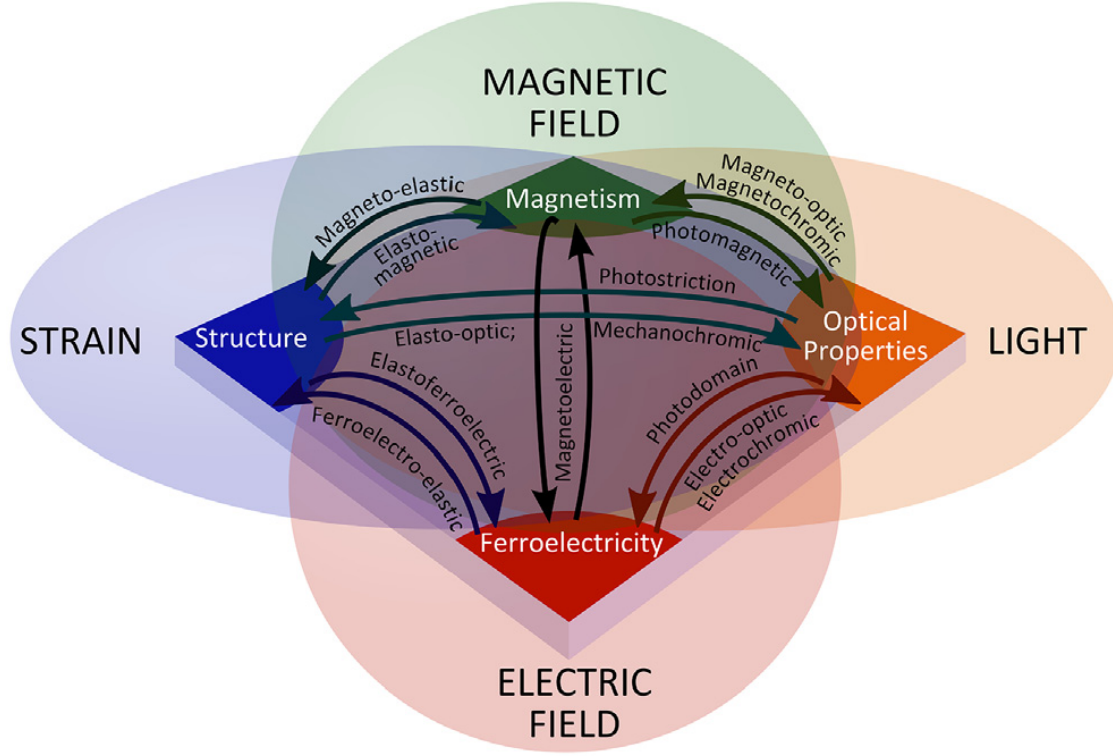 MAGNETIC
FIELD
Magneto-elastic
Magnetism
Magneto-optic
Magnetochromic
Elasto-
magnetic
Photomagnetic
Photostriction
STRAIN
Structure
Elasto-optic;
Mechanochromic
Optical
Properties
LIGHT
Elastoferroelectric
Ferroelectro-elastic
Magnetoelectric
Photodomain
Electro-optic
Electrochromic
Ferroelectricity
ELECTRIC
FIELD